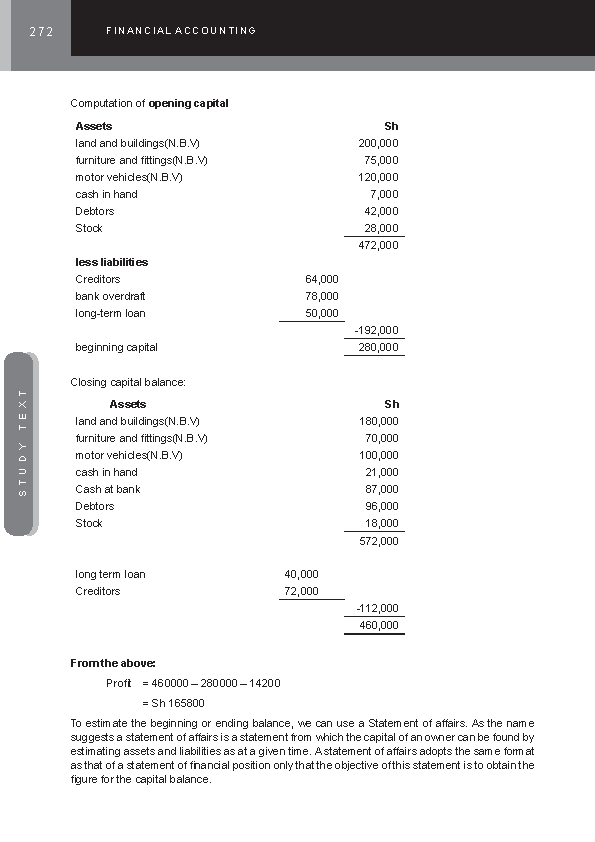 272
FINANCIAL ACCOUNTING
Computation of opening capital
Assets Sh
land and buildings(N.B.V) 200,000
furniture and fittings(N.B.V) 75,000
motor vehicles(N.B.V) 120,000
cash in hand 7,000
Debtors 42,000
Stock 28,000
472,000
less liabilities
Creditors 64,000
bank overdraft 78,000
long-term loan 50,000
-192,000
beginning capital 280,000
Closing capital balance:
Assets Sh
land and buildings(N.B.V) 180,000
furniture and fittings(N.B.V) 70,000
motor vehicles(N.B.V) 100,000
cash in hand 21,000
Cash at bank 87,000
Debtors 96,000
Stock 18,000
572,000
long term loan 40,000
Creditors 72,000
-112,000
460,000
From the above:
Profit = 460000 – 280000 – 14200
= Sh 165800
To estimate the beginning or ending balance, we can use a Statement of affairs. As the name
suggests a statement of affairs is a statement from which the capital of an owner can be found by
estimating assets and liabilities as at a given time. A statement of affairs adopts the same format
as that of a statement of financial position only that the objective of this statement is to obtain the
figure for the capital balance.
STUDY TEXT